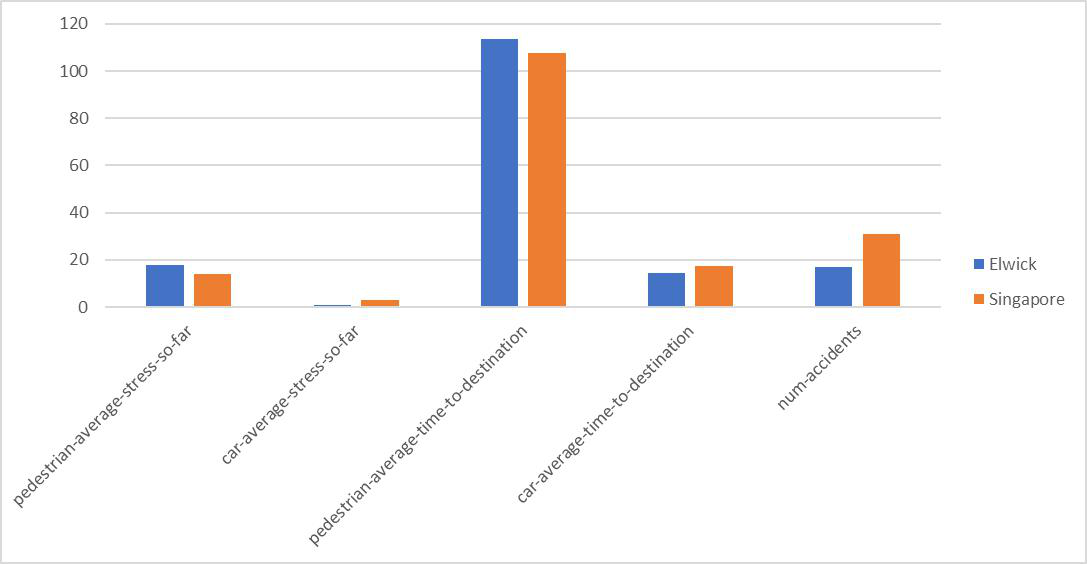 120
100
80
60
40
20
0
pedestrian-average-stress-so-far
car-average-stress-so-far
pedestrian-average-time-to-destination
car-average-time-to-destination
num-accidents
Elwick
Singapore